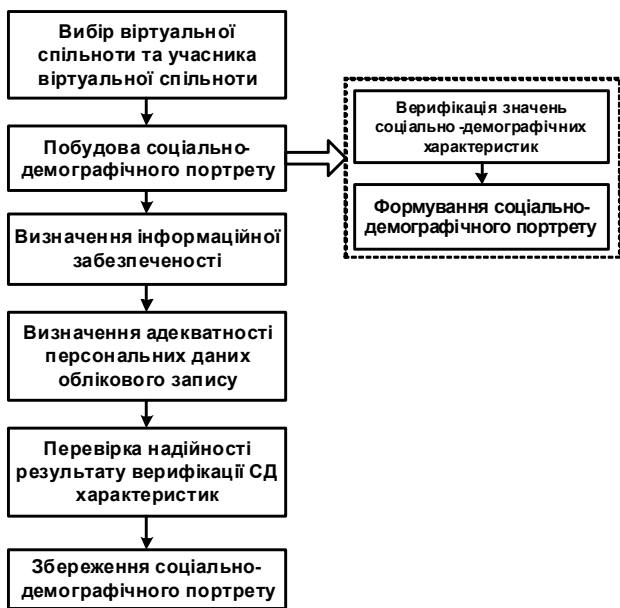 Вибір віртуальної
спільноти та учасника
віртуальної спільноти
Побудова соціально-
демографічного портрету
Верифікація значень
соціально -демографічних
характеристик
Формування соціально-
демографічного портрету
Визначення інформаційної
забезпеченості
Визначення адекватності
персональних даних
облікового запису
Перевірка надійності
результату верифікації СД
характеристик
Збереження соціально-
демографічного портрету